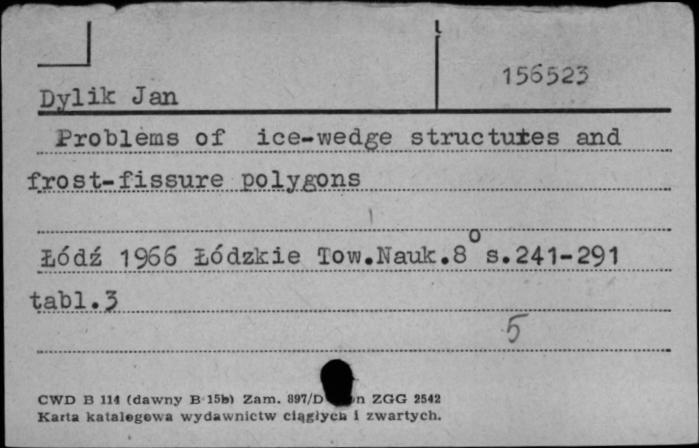 156523
Dylik Jan
Problems of ice-wedge structures and
frost-fissure polygons
Łódź 1966 Łódzkie Tow.Nauk.8° s.241-291
tabl.3
5
CWD B 114 (dawny B 15b) Zam. 897/D n ZGG 2542
Karta katalogowa wydawnictw ciągłych i zwartych.